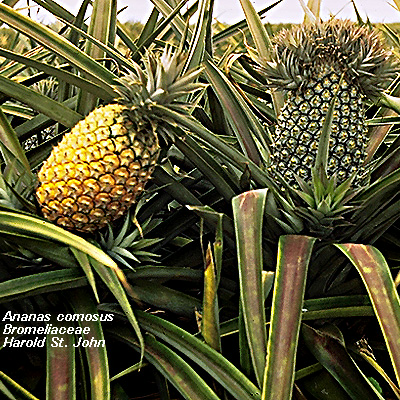 Ananas comosus
Bromeliaceae
Harold St. John